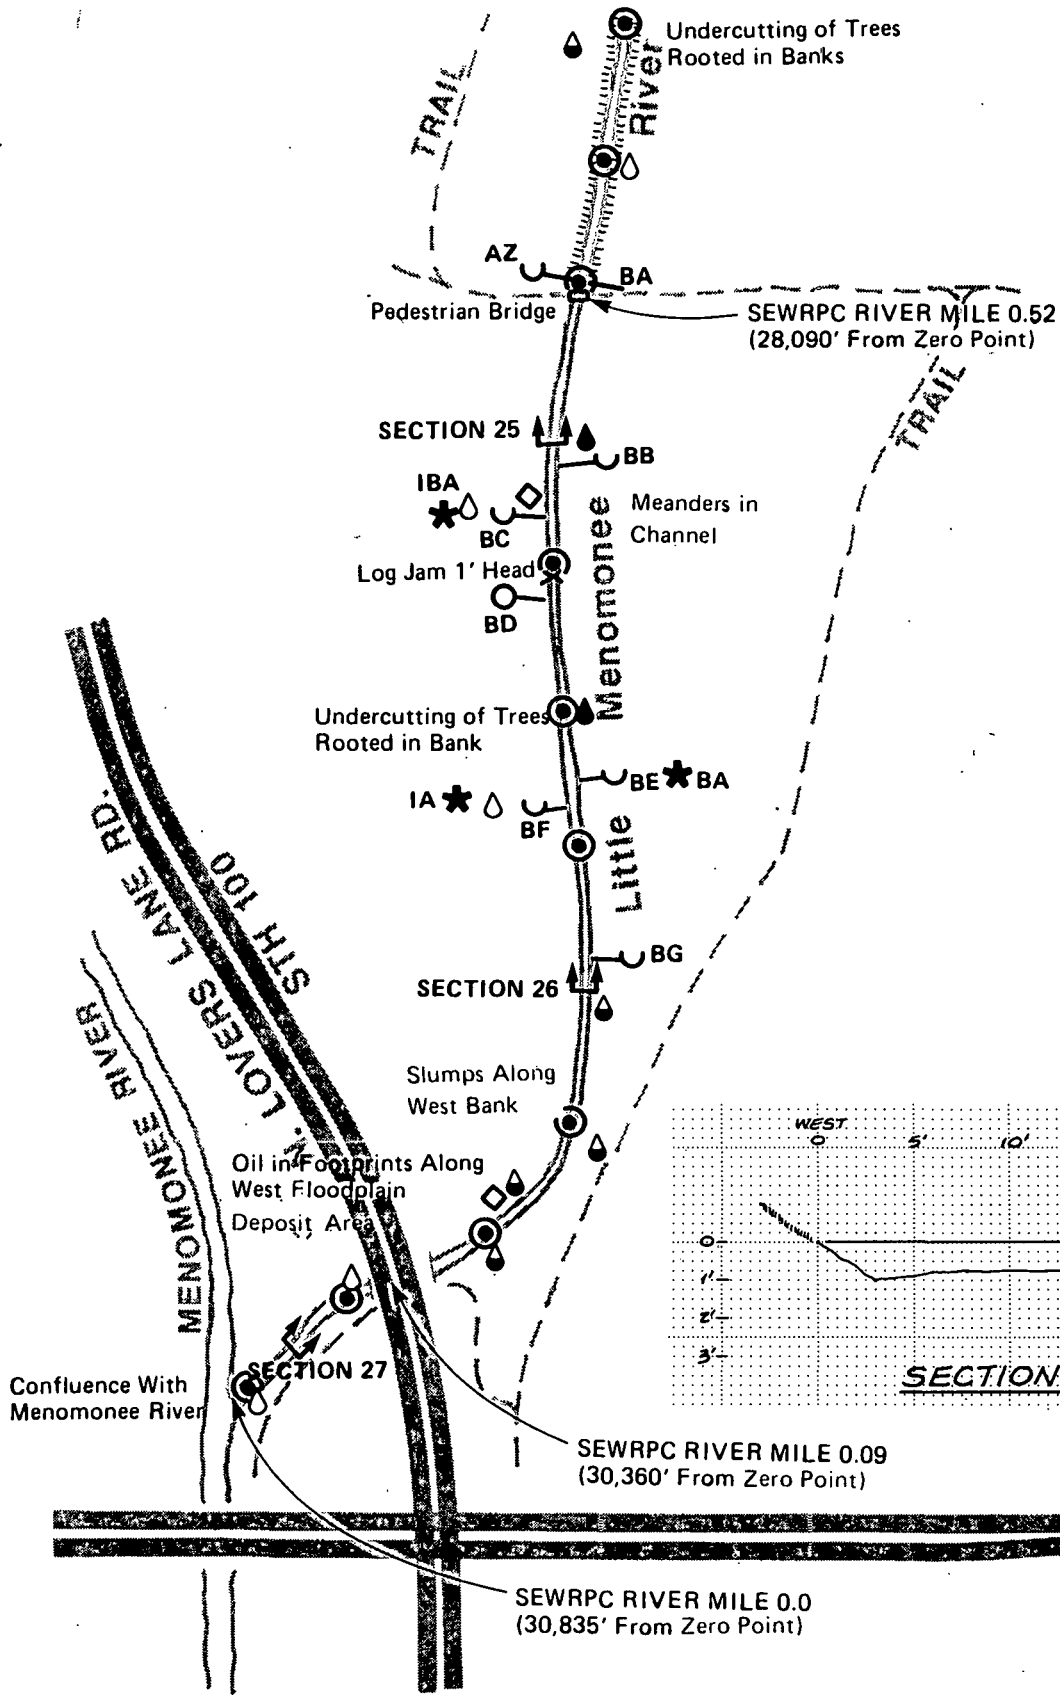 Undercutting of Trees
Rooted in Banks
TRAIL
River
AZ
BA
Pedestrian Bridge
SEWRPC RIVER MILE 0.52
(28,090' From Zero Point)
TRAIL
SECTION 25
BB
IBA
BC
Meanders in
Channel
Log Jam 1' Head
BD
Menomonee
Undercutting of Trees
Rooted in Bank
BE
BA
IA
BF
Little
N. LOVERS LANE RD.
STH 100
BG
SECTION 26
MENOMONEE RIVER
Slumps Along
West Bank
WEST
0
5'
10'
Oil in Footprints Along
West Floodplain
Deposit Area
0
1'
2'
3'
SECTION
SECTION 27
Confluence With
Menomonee River
SEWRPC RIVER MILE 0.09
(30,360' From Zero Point)
SEWRPC RIVER MILE 0.0
(30,835' From Zero Point)